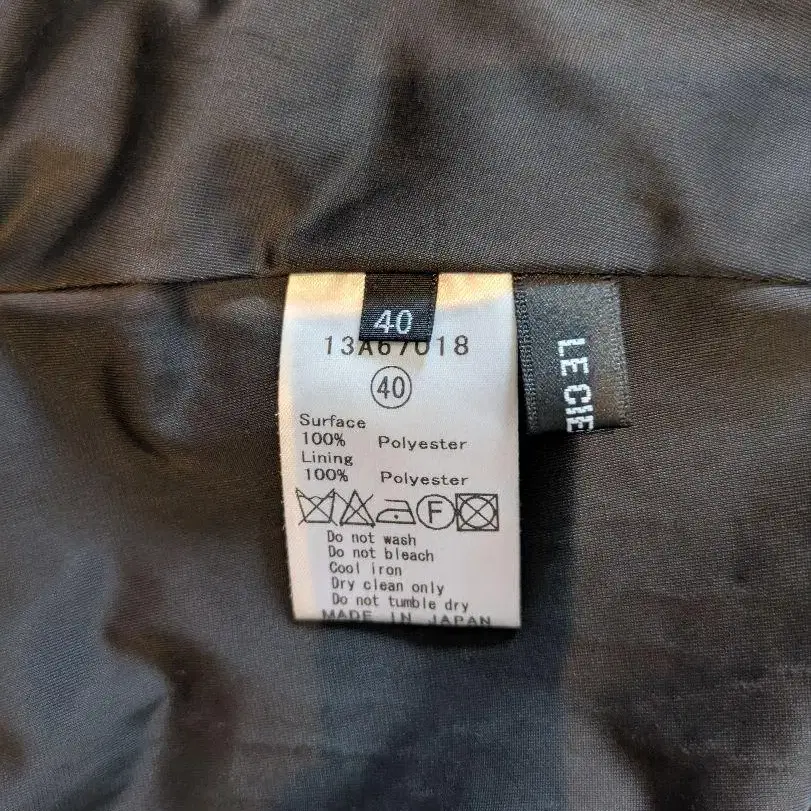 40
13A67018
40
Surface
100% Polyester
Lining
100% Polyester
F
Do not wash
Do not bleach
Cool iron
Dry clean only
Do not tumble dry
MADE IN JAPAN
LE CIE